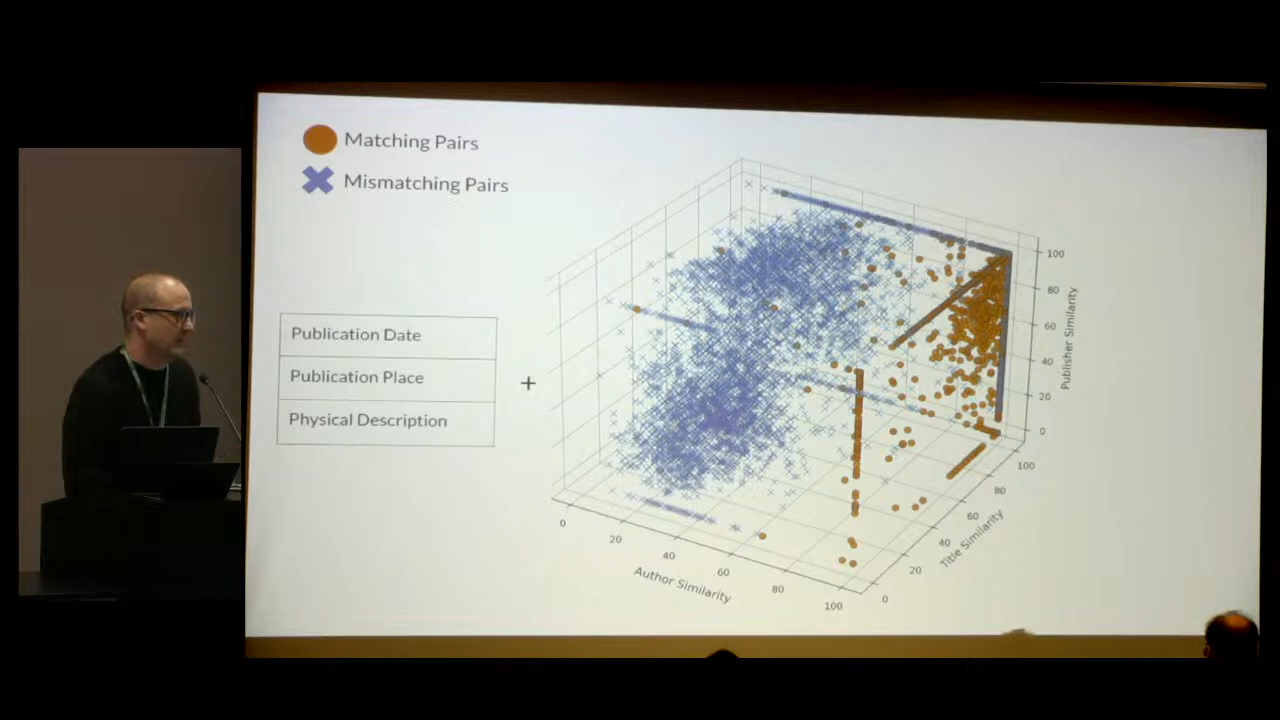 Matching Pairs
Mismatching Pairs
Publication Date
Publication Place
Physical Description
+
0
20
40
60
80
100
Author Similarity
0
20
40
60
80
100
Title Similarity
0
20
40
60
80
100
Publisher Similarity